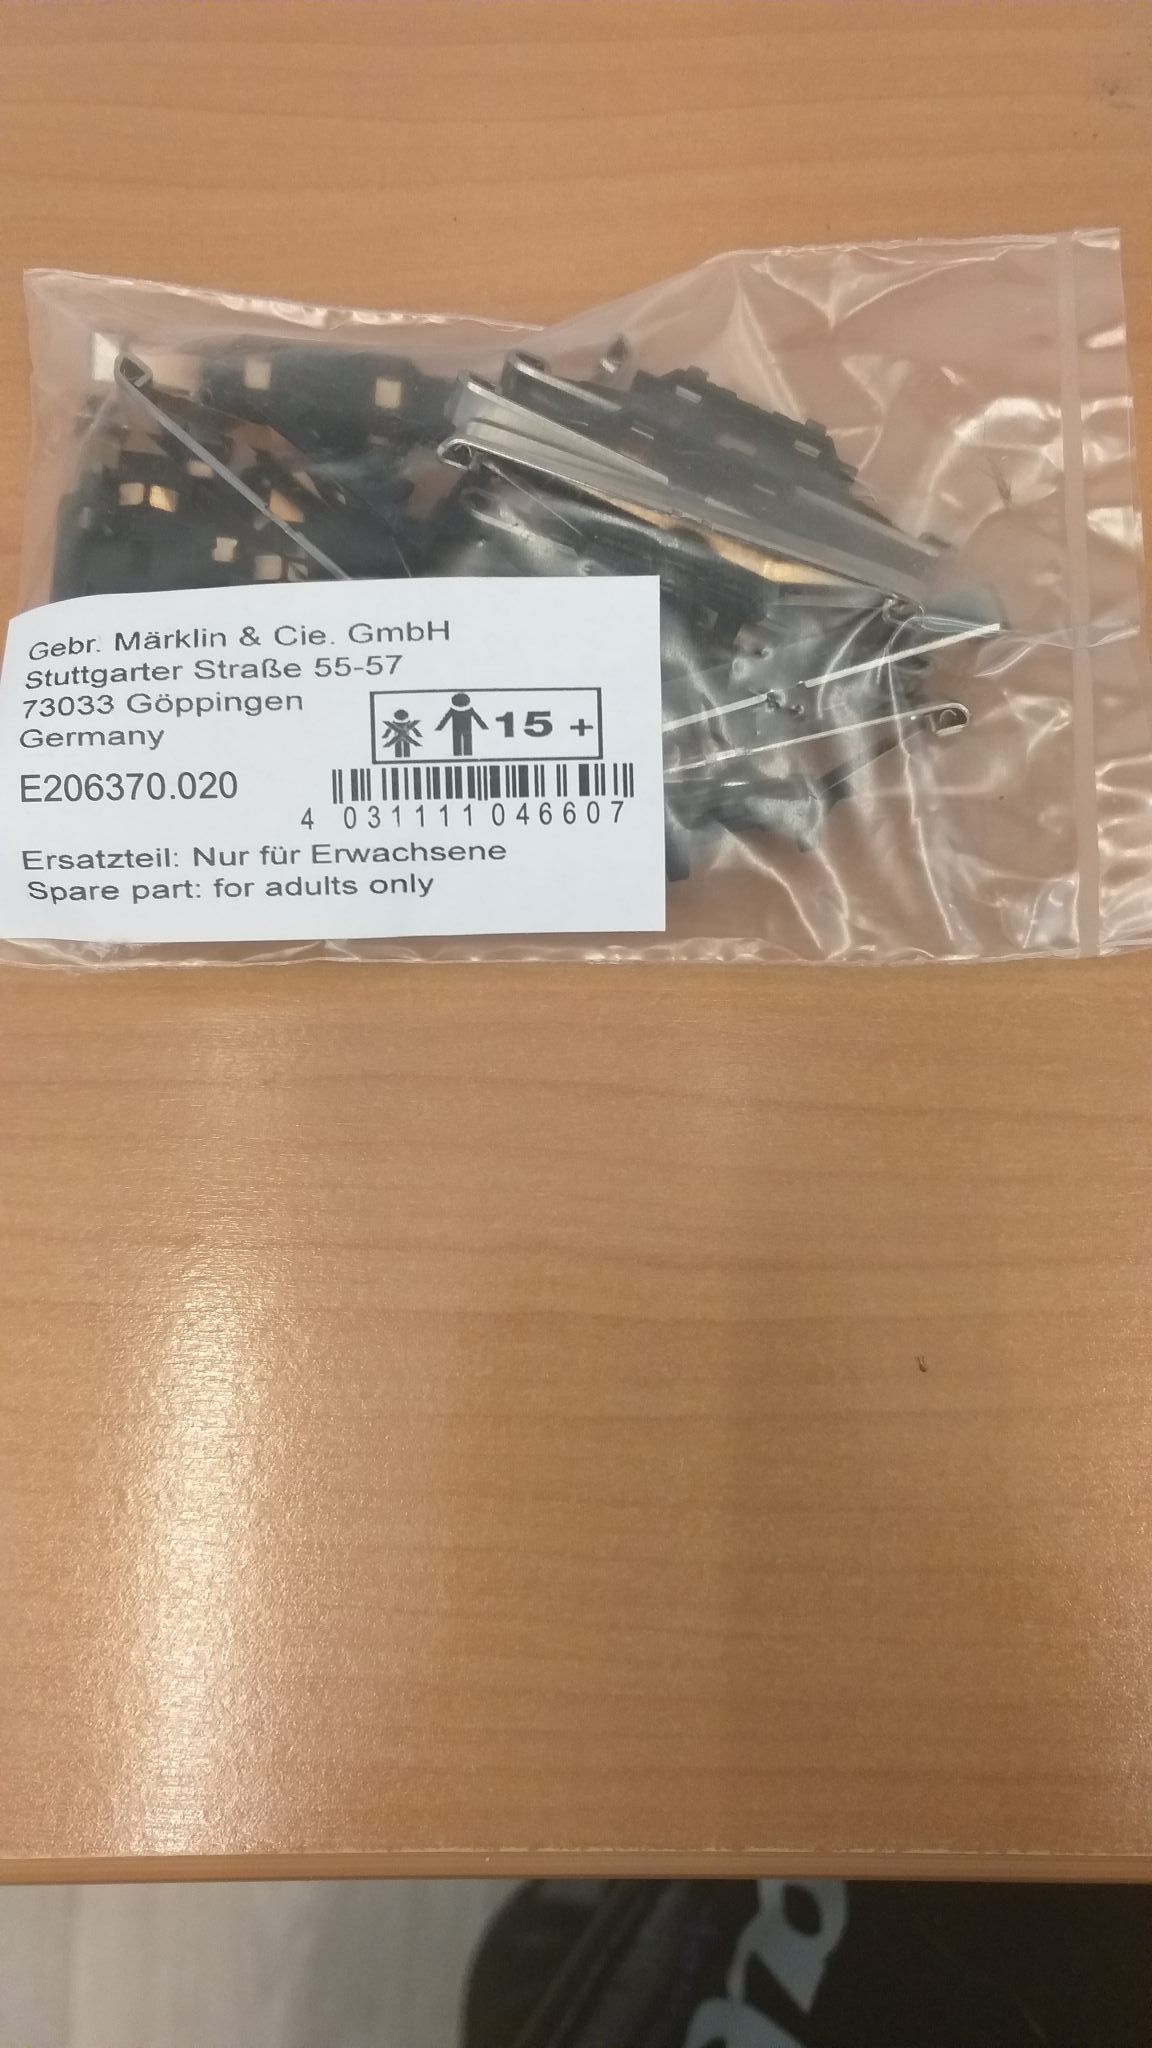 Gebr. Märklin & Cie. GmbH
Stuttgarter Straße 55-57
73033 Göppingen
Germany
15 +
E206370.020
4 031111 046607
Ersatzteil: Nur für Erwachsene
Spare part: for adults only